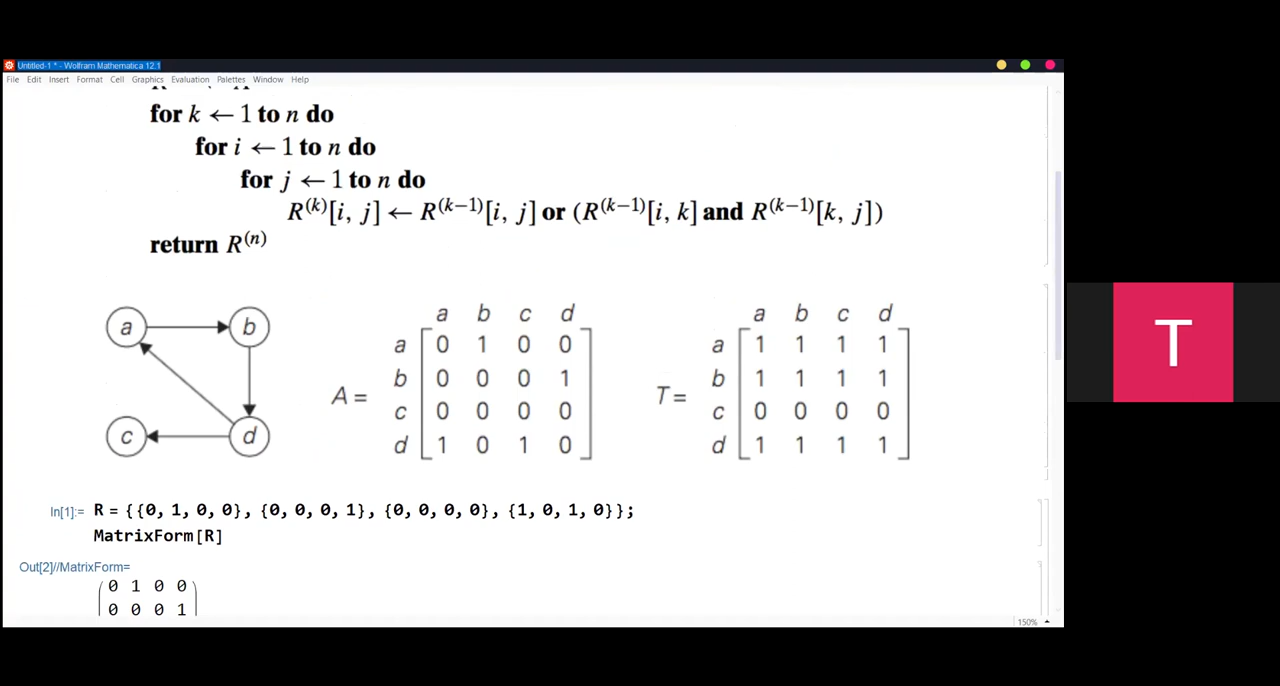 Untitled-1 * - Wolfram Mathematica 12.1
File Edit Insert Format Cell Graphics Evaluation Palettes Window Help
for k ← 1 to n do
for i ← 1 to n do
for j ← 1 to n do
R^(k)[i, j] ← R^(k−1)[i, j] or (R^(k−1)[i, k] and R^(k−1)[k, j])
return R^(n)
a b
c d
a b c d
a 0 1 0 0
b 0 0 0 1
A =
c 0 0 0 0
d 1 0 1 0
a b c d
a 1 1 1 1
b 1 1 1 1
T =
c 0 0 0 0
d 1 1 1 1
In[1]:= R = {{0, 1, 0, 0}, {0, 0, 0, 1}, {0, 0, 0, 0}, {1, 0, 1, 0}};
MatrixForm[R]
Out[2]//MatrixForm=
0 1 0 0
0 0 0 1
150%
T